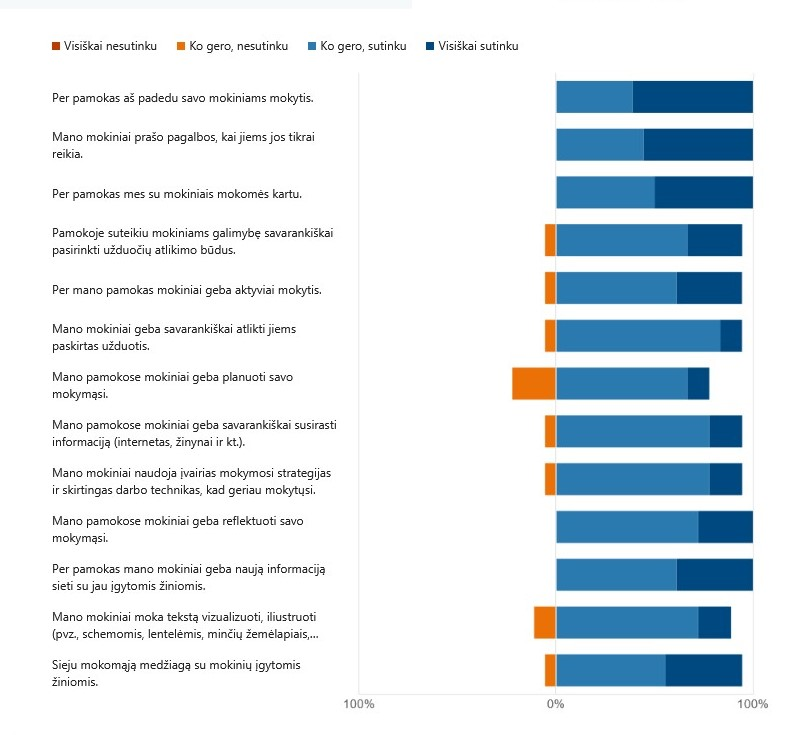 Visiškai nesutinku Ko gero, nesutinku Ko gero, sutinku Visiškai sutinku
Per pamokas aš padedu savo mokiniams mokytis.
Mano mokiniai prašo pagalbos, kai jiems jos tikrai
reikia.
Per pamokas mes su mokiniais mokomės kartu.
Pamokoje suteikiu mokiniams galimybę savarankiškai
pasirinkti užduočių atlikimo būdus.
Per mano pamokas mokiniai geba aktyviai mokytis.
Mano mokiniai geba savarankiškai atlikti jiems
paskirtas užduotis.
Mano pamokose mokiniai geba planuoti savo
mokymąsi.
Mano pamokose mokiniai geba savarankiškai susirasti
informaciją (internetas, žinynai ir kt.).
Mano mokiniai naudoja įvairias mokymosi strategijas
ir skirtingas darbo technikas, kad geriau mokytųsi.
Mano pamokose mokiniai geba reflektuoti savo
mokymąsi.
Per pamokas mano mokiniai geba naują informaciją
sieti su jau įgytomis žiniomis.
Mano mokiniai moka tekstą vizualizuoti, iliustruoti
(pvz., schemomis, lentelėmis, minčių žemėlapiais,...
Sieju mokomąją medžiagą su mokinių įgytomis
žiniomis.
100% 0% 100%